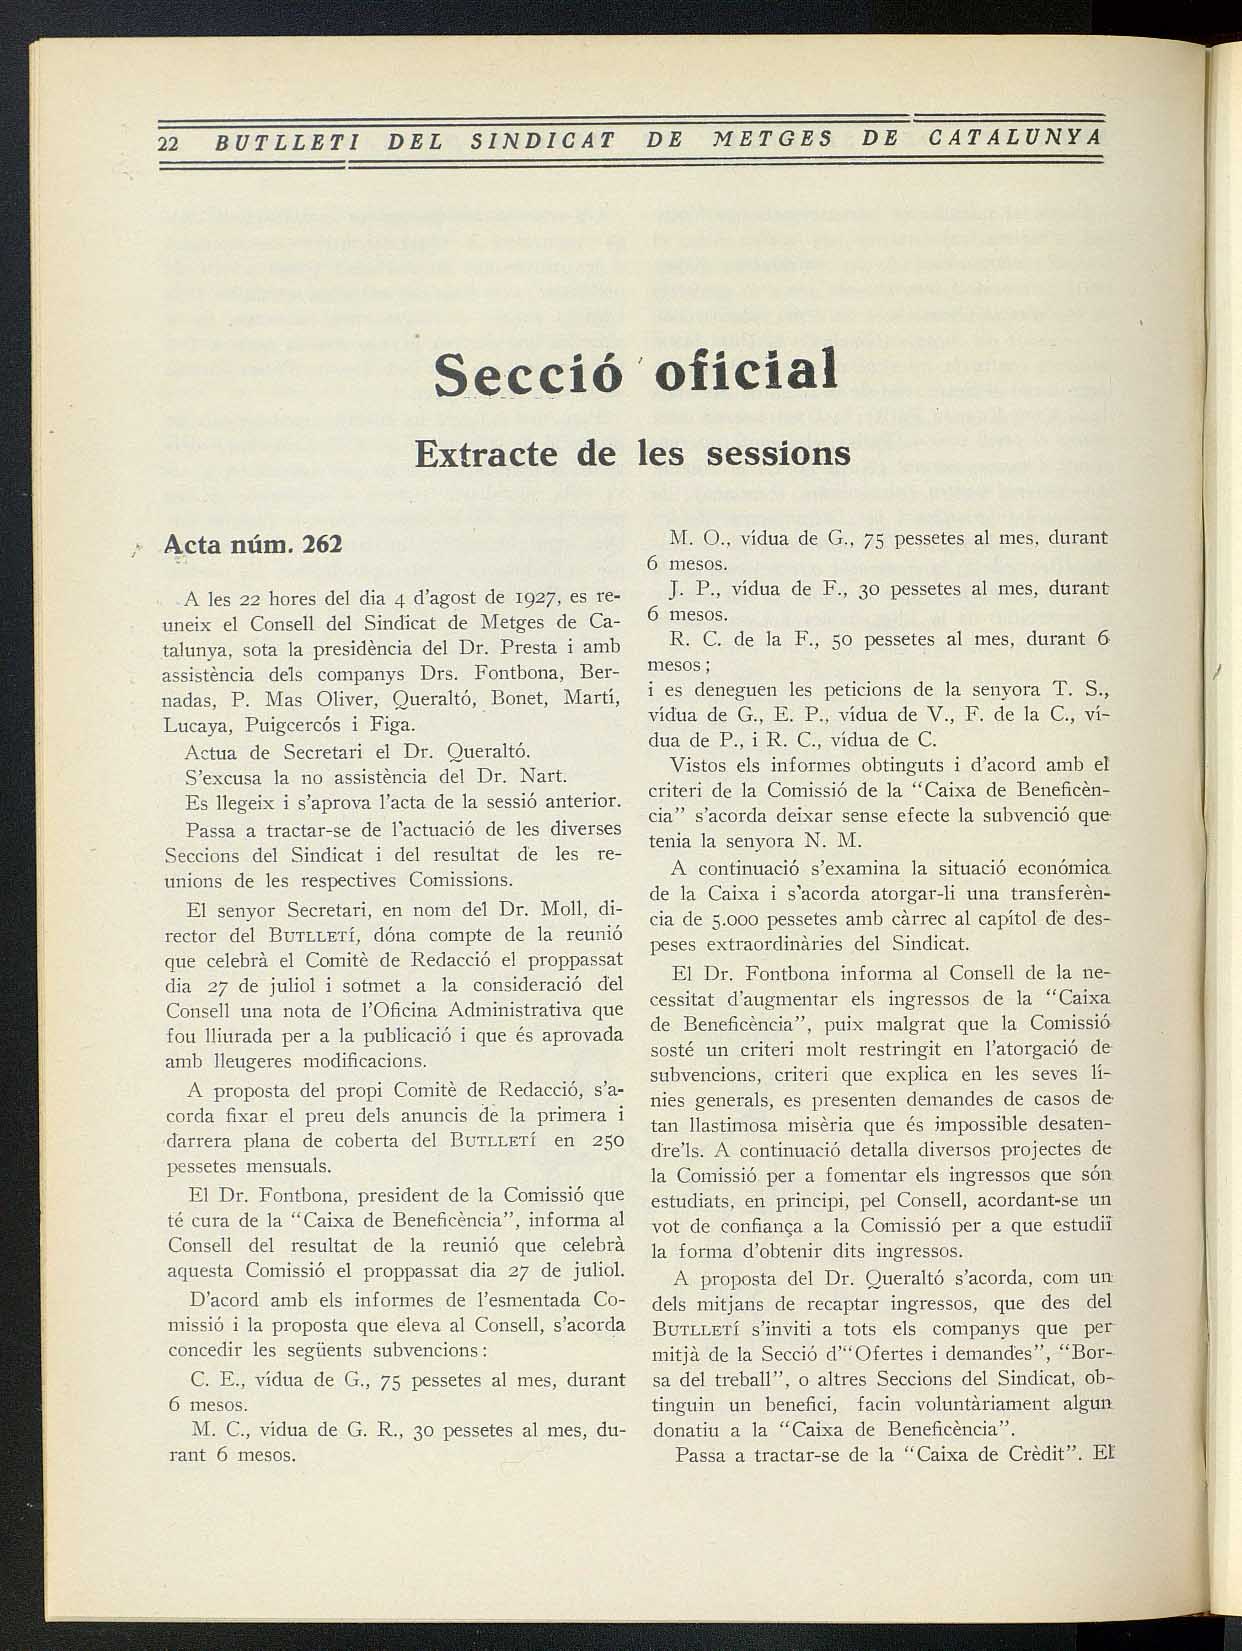 22 BUTLLETI DEL SINDICAT DE METGES DE CATALUNYA
Secció oficial
Extracte de les sessions
Acta núm. 262
A les 22 hores del dia 4 d'agost de 1927, es re-
uneix el Consell del Sindicat de Metges de Ca-
talunya, sota la presidència del Dr. Presta i amb
assistència dels companys Drs. Fontbona, Ber-
nadas, P. Mas Oliver, Queraltó, Bonet, Martí,
Lucaya, Puigcercós i Figa.
Actua de Secretari el Dr. Queraltó.
S'excusa la no assistència del Dr. Nart.
Es llegeix i s'aprova l'acta de la sessió anterior.
Passa a tractar-se de l'actuació de les diverses
Seccions del Sindicat i del resultat de les re-
unions de les respectives Comissions.
El senyor Secretari, en nom del Dr. Moll, di-
rector del BUTLLETÍ, dóna compte de la reunió
que celebrà el Comitè de Redacció el proppassat
dia 27 de juliol i sotmet a la consideració del
Consell una nota de l'Oficina Administrativa que
fou lliurada per a la publicació i que és aprovada
amb lleugeres modificacions.
A proposta del propi Comitè de Redacció, s'a-
corda fixar el preu dels anuncis de la primera i
darrera plana de coberta del BUTLLETÍ en 250
pessetes mensuals.
El Dr. Fontbona, president de la Comissió que
té cura de la "Caixa de Beneficència", informa al
Consell del resultat de la reunió que celebrà
aquesta Comissió el proppassat dia 27 de juliol.
D'acord amb els informes de l'esmentada Co-
missió i la proposta que eleva al Consell, s'acorda
concedir les següents subvencions:
C. E., vídua de G., 75 pessetes al mes, durant
6 mesos.
M. C., vídua de G. R., 30 pessetes al mes, du-
rant 6 mesos.
M. O., vídua de G., 75 pessetes al mes, durant
6 mesos.
J. P., vídua de F., 30 pessetes al mes, durant
6 mesos.
R. C. de la F., 50 pessetes al mes, durant 6
mesos;
i es deneguen les peticions de la senyora T. S.,
vídua de G., E. P., vídua de V., F. de la C., ví-
dua de P., i R. C., vídua de C.
Vistos els informes obtinguts i d'acord amb el
criteri de la Comissió de la "Caixa de Beneficèn-
cia" s'acorda deixar sense efecte la subvenció que
tenia la senyora N. M.
A continuació s'examina la situació económica
de la Caixa i s'acorda atorgar-li una transferèn-
cia de 5.000 pessetes amb càrrec al capítol de des-
peses extraordinàries del Sindicat.
El Dr. Fontbona informa al Consell de la ne-
cessitat d'augmentar els ingressos de la "Caixa
de Beneficència", puix malgrat que la Comissió
sosté un criteri molt restringit en l'atorgació de
subvencions, criteri que explica en les seves lí-
nies generals, es presenten demandes de casos de
tan llastimosa misèria que és impossible desaten-
dre'ls. A continuació detalla diversos projectes de
la Comissió per a fomentar els ingressos que són
estudiats, en principi, pel Consell, acordant-se un
vot de confiança a la Comissió per a que estudiï
la forma d'obtenir dits ingressos.
A proposta del Dr. Queraltó s'acorda, com un
dels mitjans de recaptar ingressos, que des del
BUTLLETÍ s'inviti a tots els companys que per
mitjà de la Secció d'"Ofertes i demandes", "Bor-
sa del treball", o altres Seccions del Sindicat, ob-
tinguin un benefici, facin voluntàriament algun
donatiu a la "Caixa de Beneficència".
Passa a tractar-se de la "Caixa de Crèdit". El